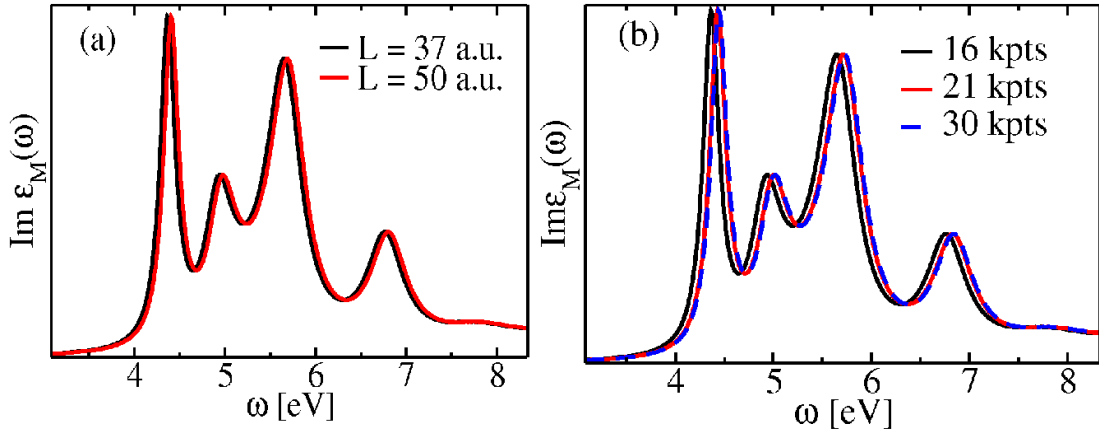 (a)
L = 37 a.u.
L = 50 a.u.
Im ε_M(ω)
4 5 6 7 8
ω [eV]
(b)
16 kpts
21 kpts
30 kpts
Imε_M(ω)
4 5 6 7 8
ω [eV]